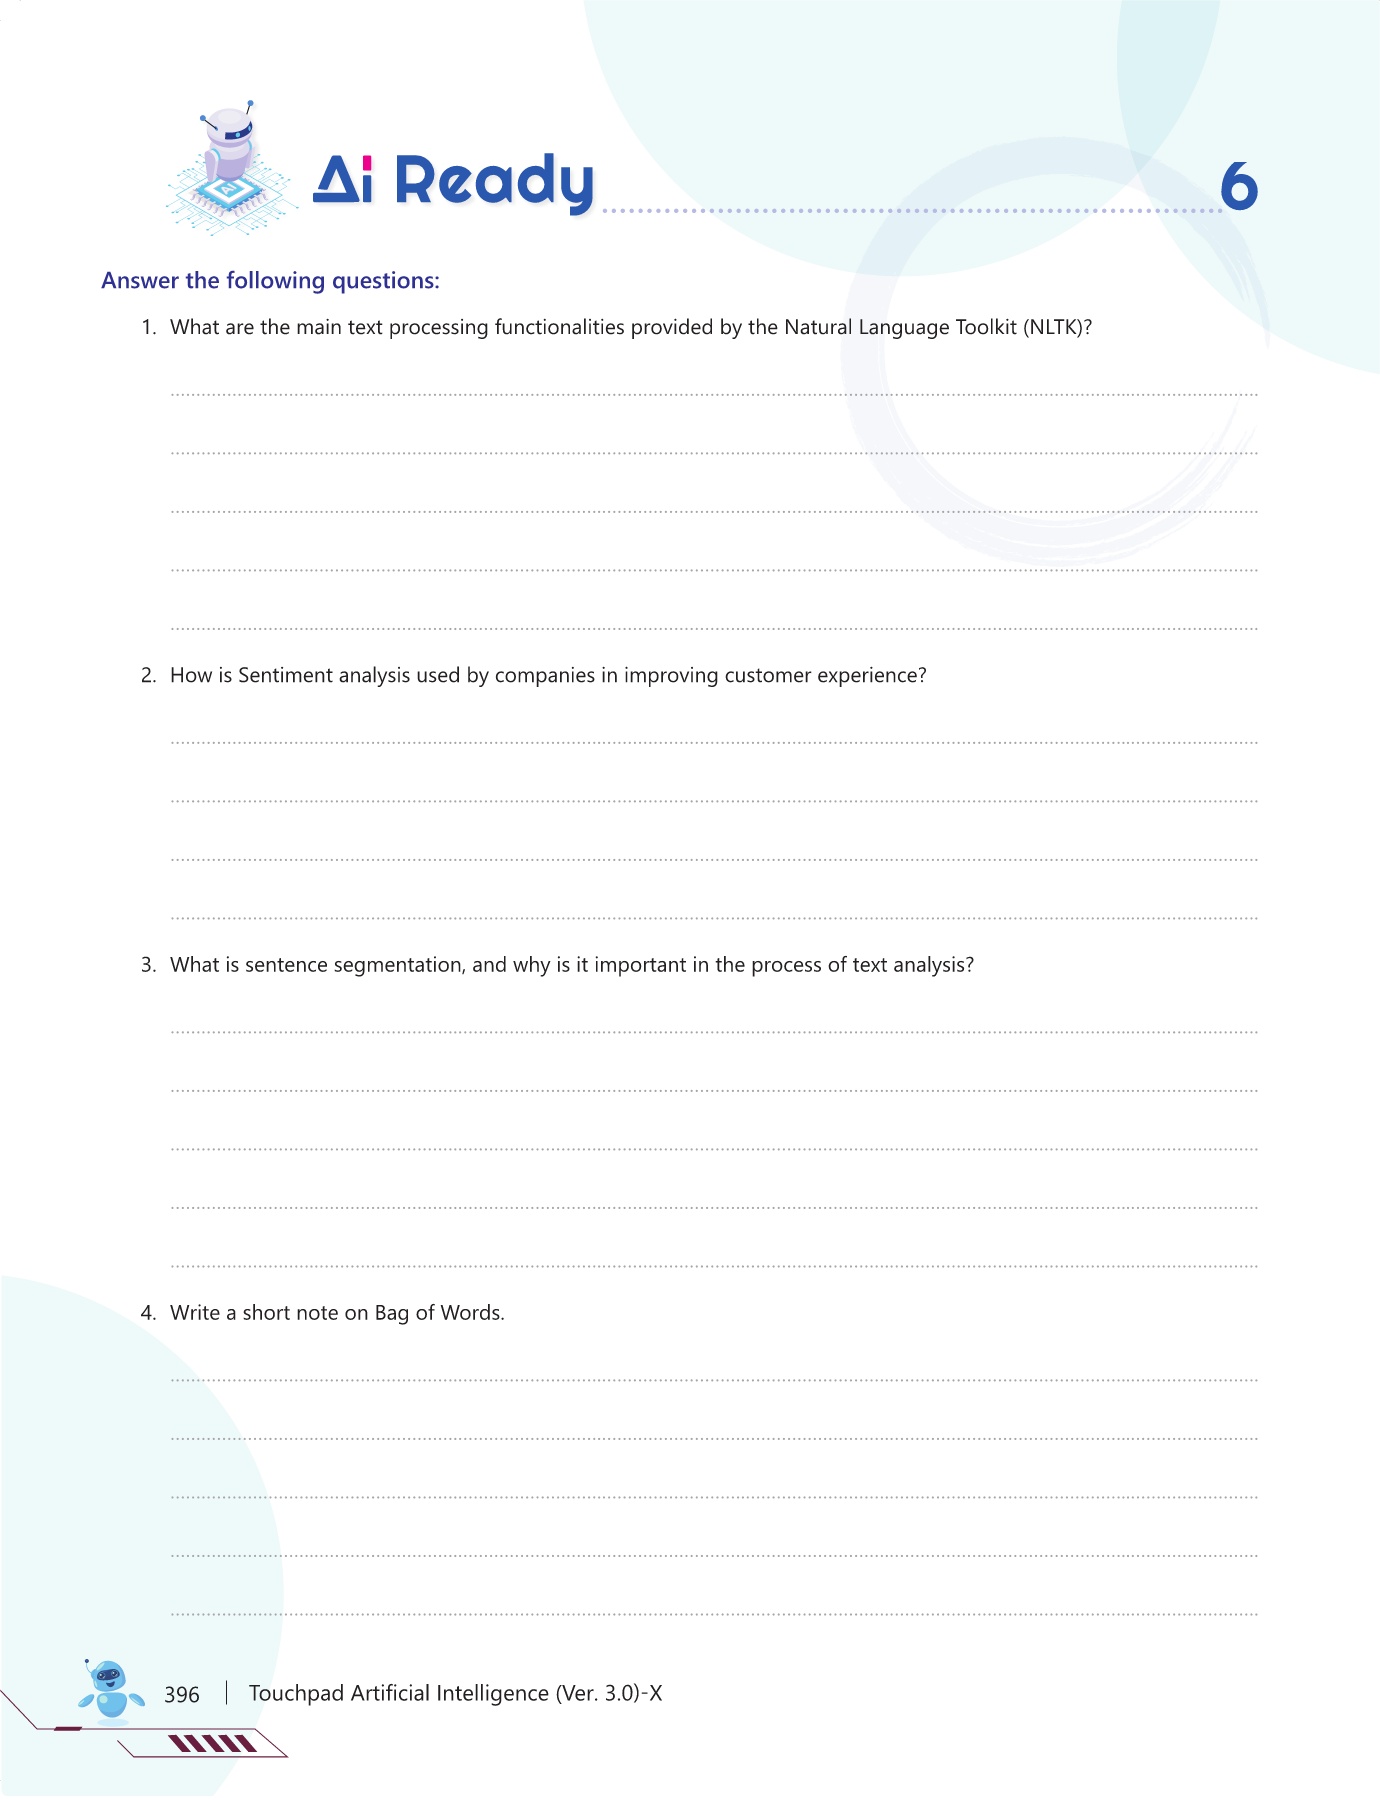 Ai Ready
6
Answer the following questions:
1. What are the main text processing functionalities provided by the Natural Language Toolkit (NLTK)?
2. How is Sentiment analysis used by companies in improving customer experience?
3. What is sentence segmentation, and why is it important in the process of text analysis?
4. Write a short note on Bag of Words.
396 | Touchpad Artificial Intelligence (Ver. 3.0)-X